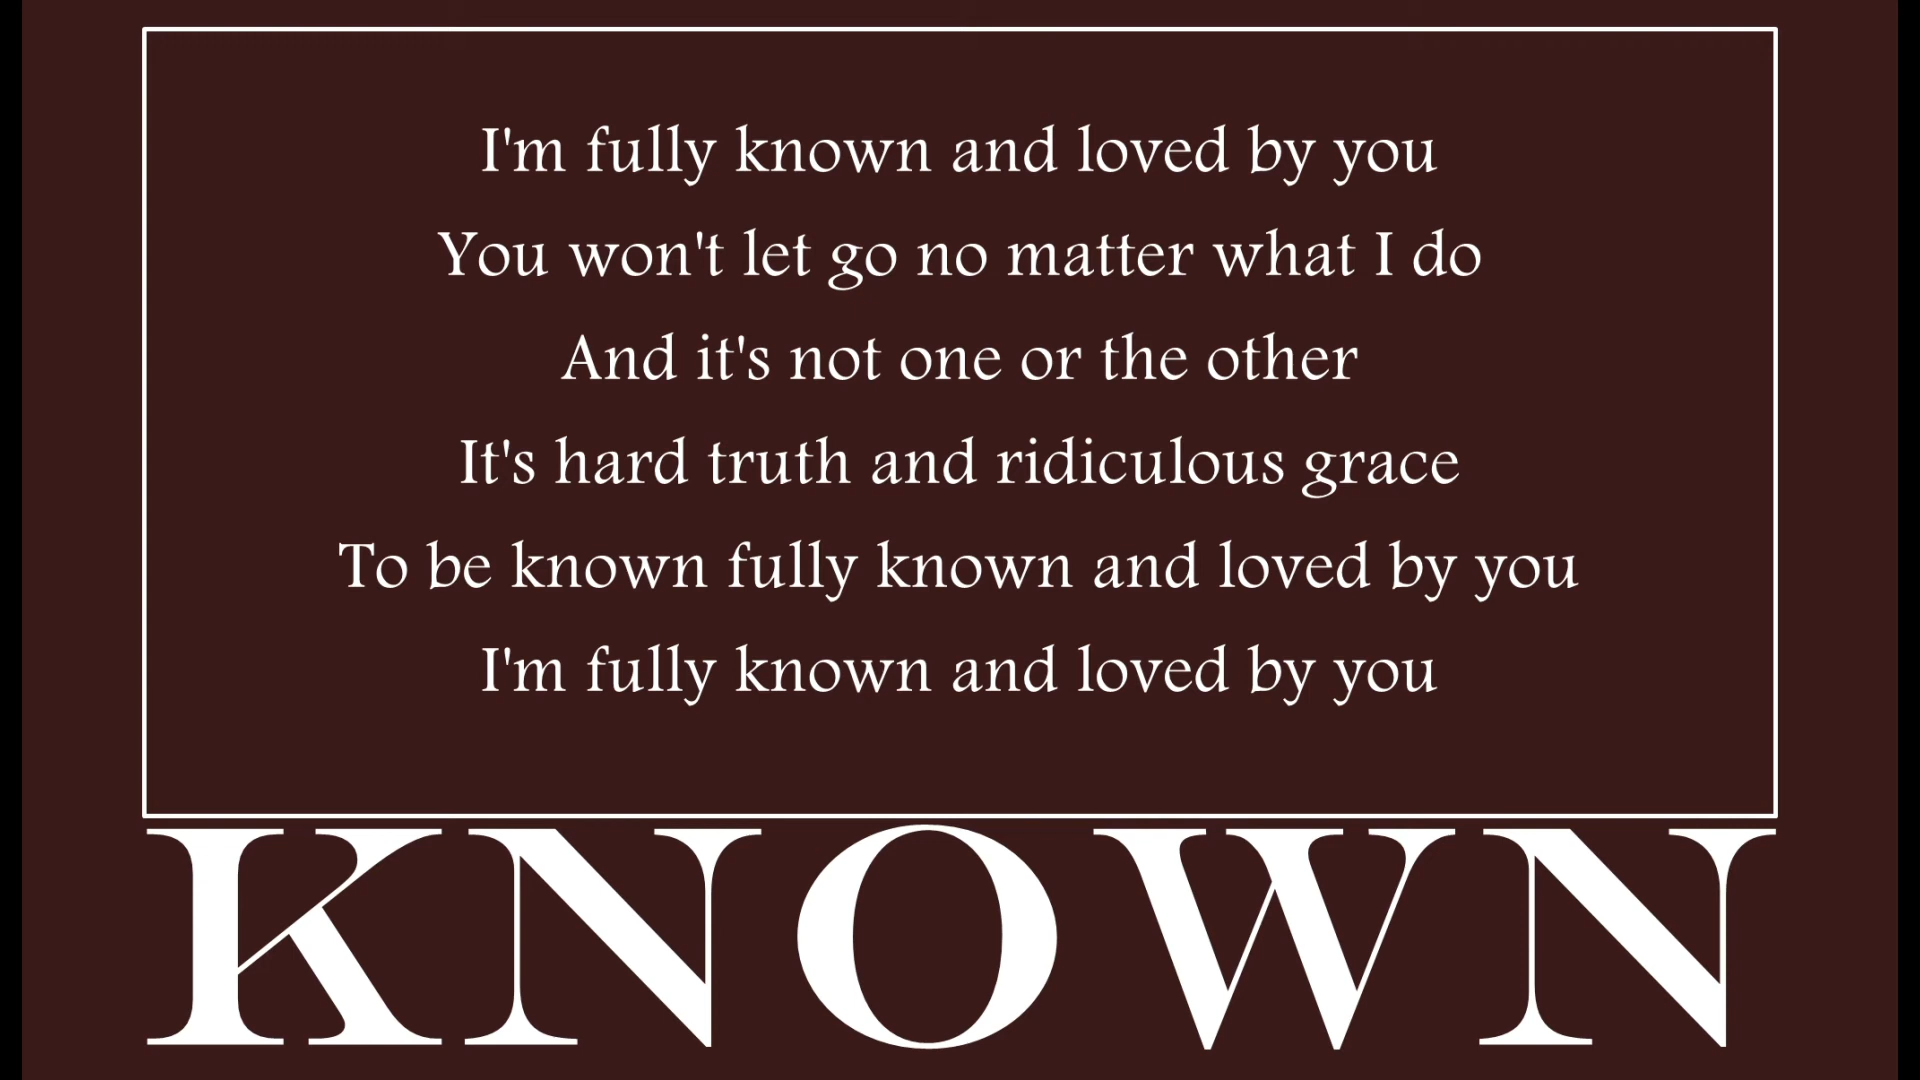 I'm fully known and loved by you
You won't let go no matter what I do
And it's not one or the other
It's hard truth and ridiculous grace
To be known fully known and loved by you
I'm fully known and loved by you
KNOWN